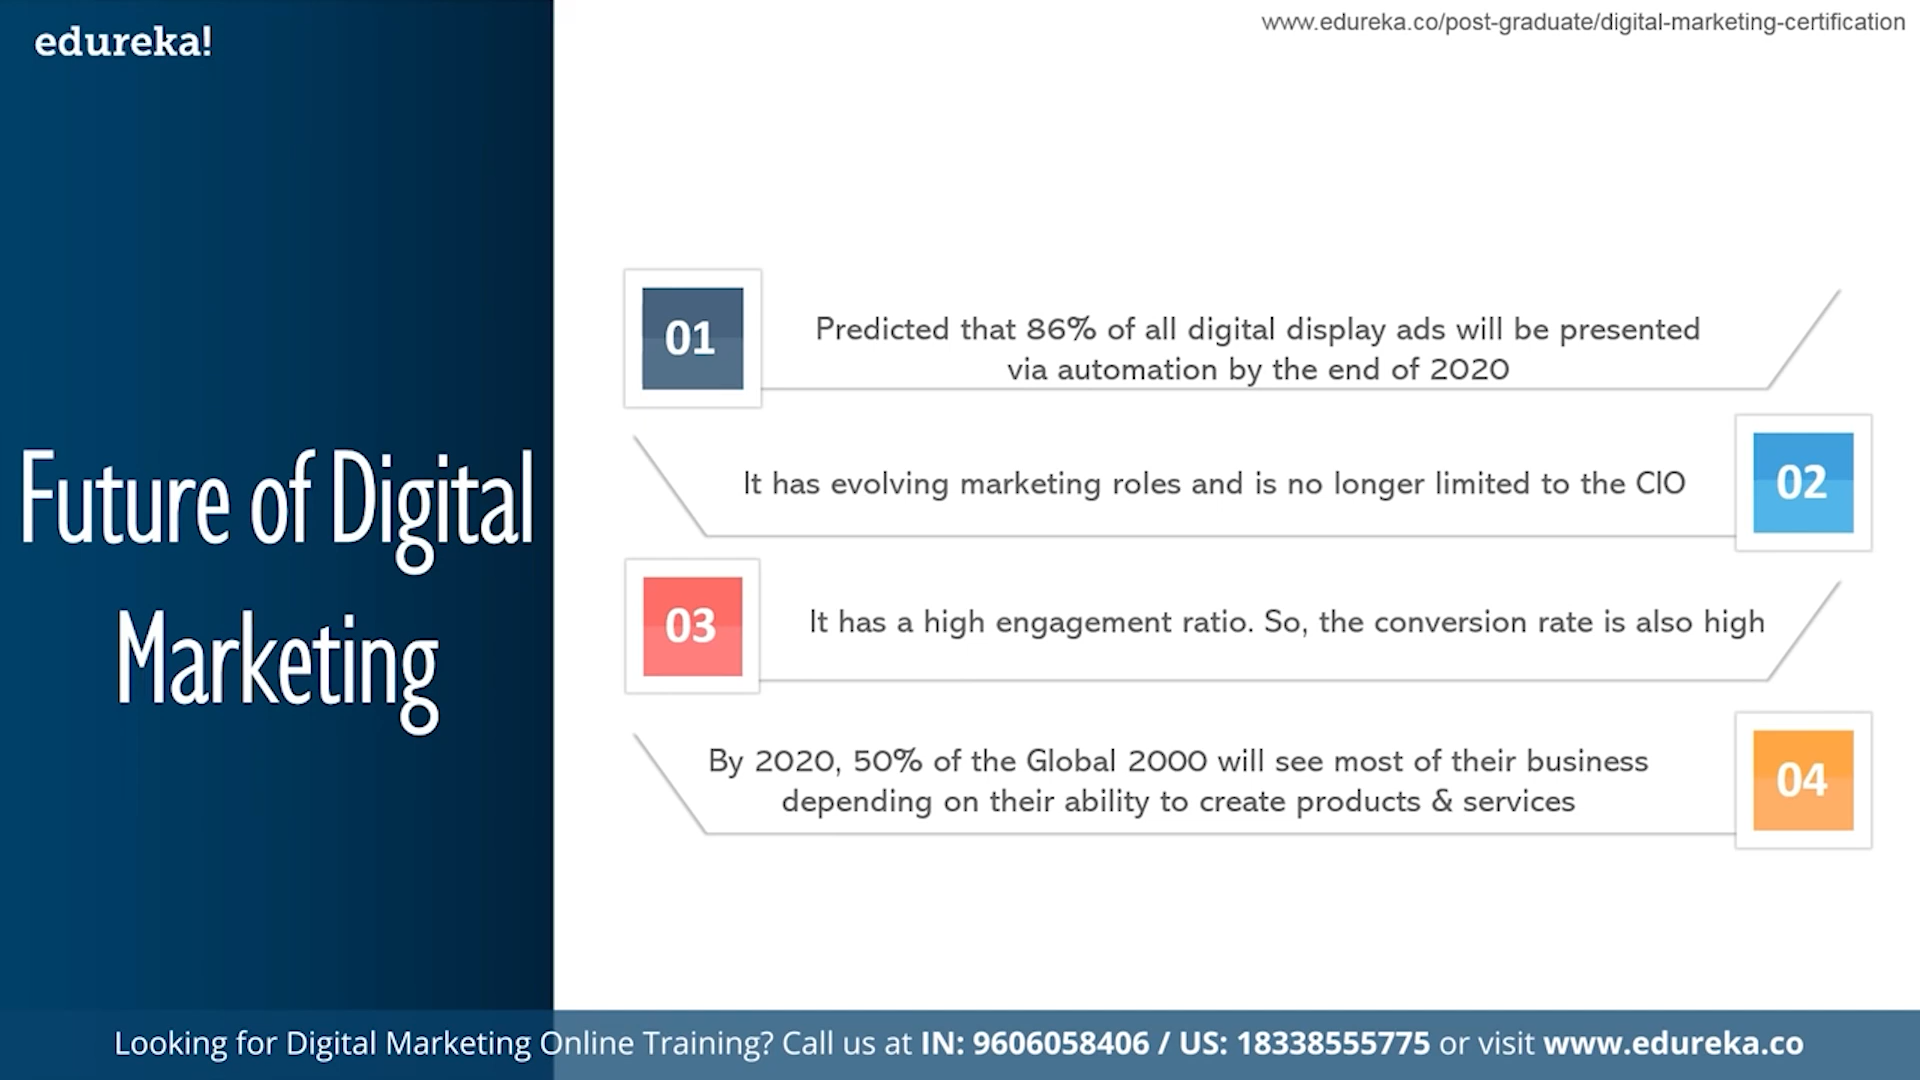 edureka!
www.edureka.co/post-graduate/digital-marketing-certification
Future of Digital
Marketing
01
Predicted that 86% of all digital display ads will be presented
via automation by the end of 2020
It has evolving marketing roles and is no longer limited to the CIO
02
03
It has a high engagement ratio. So, the conversion rate is also high
By 2020, 50% of the Global 2000 will see most of their business
depending on their ability to create products & services
04
Looking for Digital Marketing Online Training? Call us at IN: 9606058406 / US: 18338555775 or visit www.edureka.co